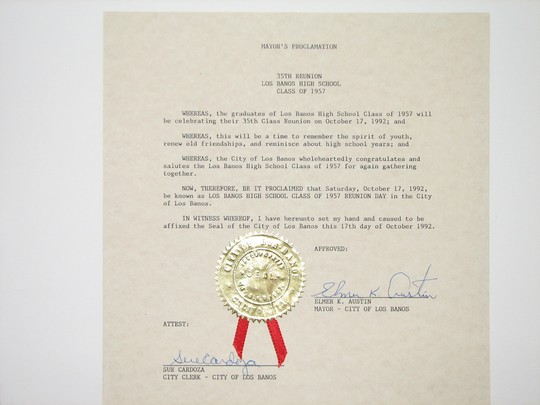 MAYOR'S PROCLAMATION
35TH REUNION
LOS BANOS HIGH SCHOOL
CLASS OF 1957
WHEREAS, the graduates of Los Banos High School Class of 1957 will
be celebrating their 35th Class Reunion on October 17, 1992; and
WHEREAS, this will be a time to remember the spirit of youth,
renew old friendships, and reminisce about high school years; and
WHEREAS, the City of Los Banos wholeheartedly congratulates and
salutes the Los Banos High School Class of 1957 for again gathering
together.
NOW, THEREFORE, BE IT PROCLAIMED that Saturday, October 17, 1992,
be known as LOS BANOS HIGH SCHOOL CLASS OF 1957 REUNION DAY in the City
of Los Banos.
IN WITNESS WHEREOF, I have hereunto set my hand and caused to be
affixed the Seal of the City of Los Banos this 17th day of October 1992.
APPROVED:
Elmer K. Austin
ELMER K. AUSTIN
MAYOR - CITY OF LOS BANOS
ATTEST:
Sue Cardoza
SUE CARDOZA
CITY CLERK - CITY OF LOS BANOS